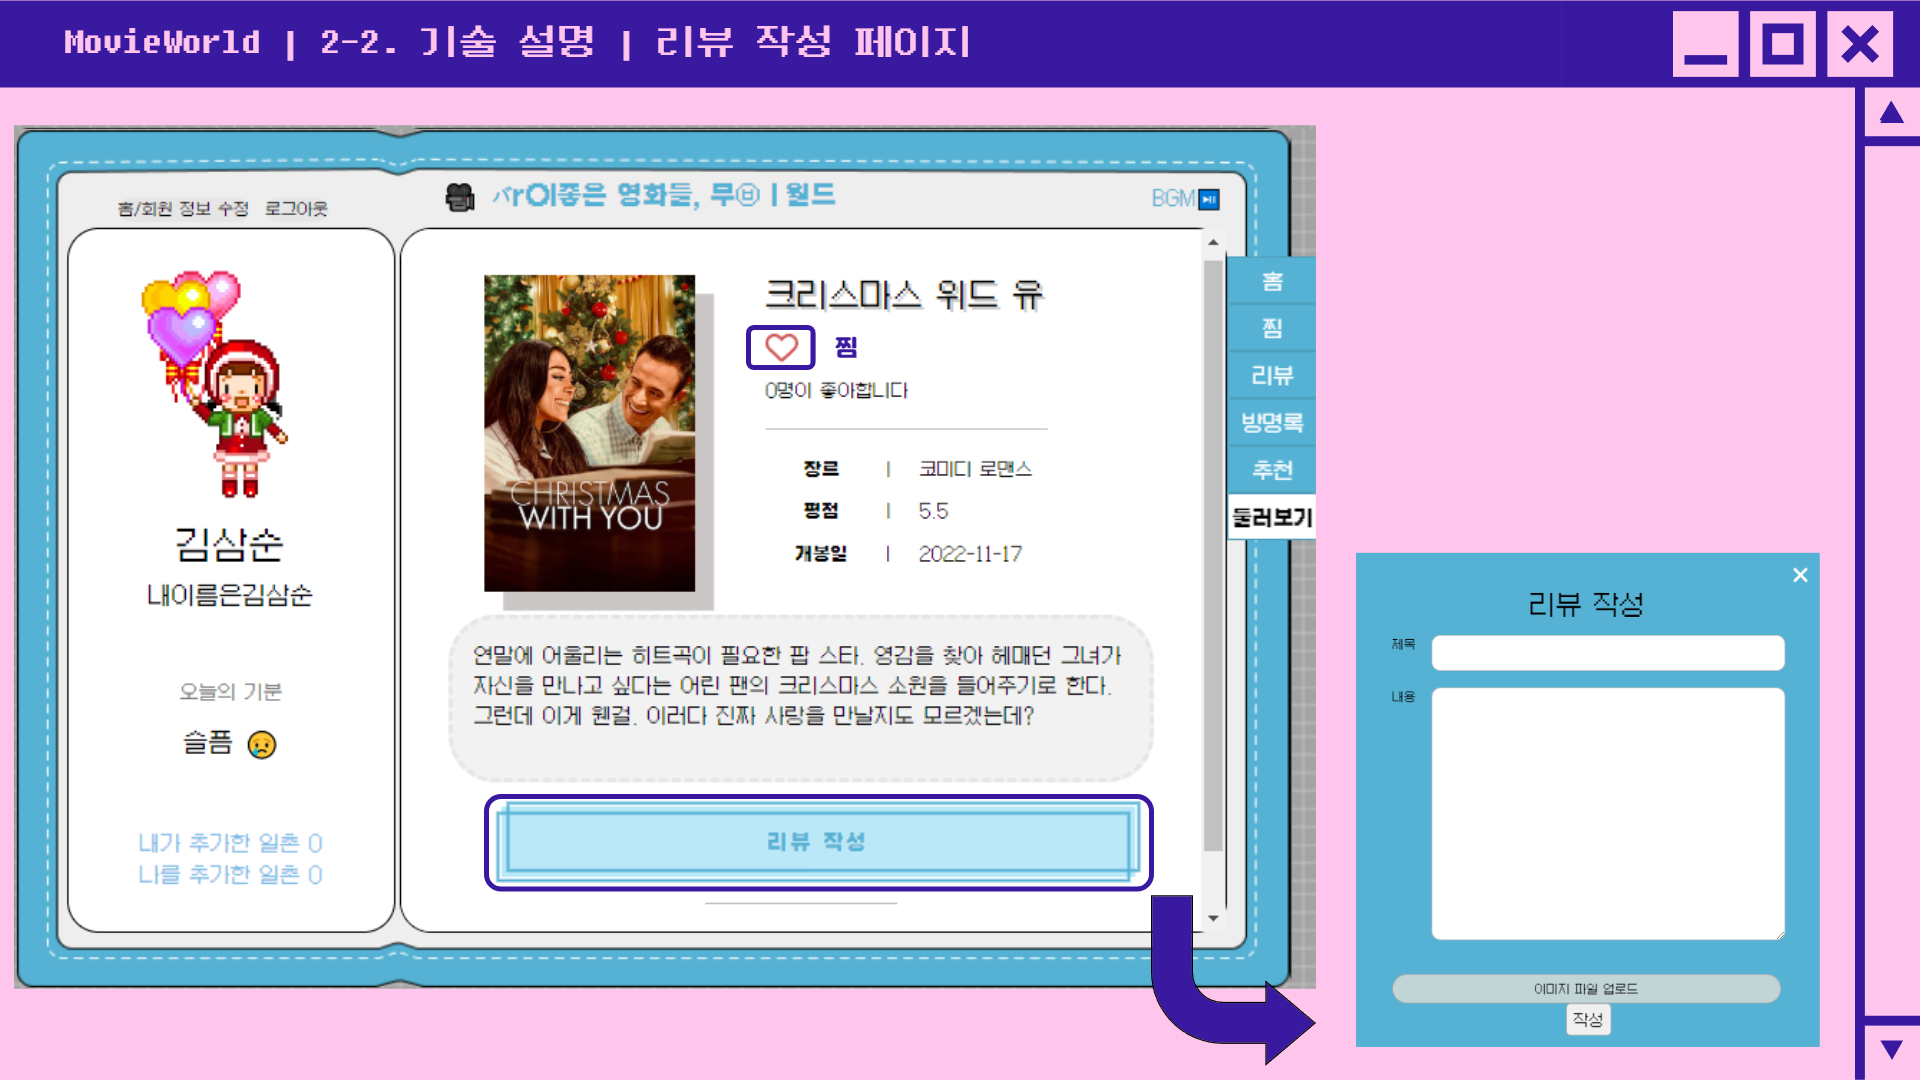 MovieWorld | 2-2. 기술 설명 | 리뷰 작성 페이지
홈/회원 정보 수정 로그아웃
ㅅrㅇl좋은 영화들, 무㉥ㅣ월드
BGM
크리스마스 위드 유
찜
0명이 좋아합니다
장르 | 코미디 로맨스
평점 | 5.5
개봉일 | 2022-11-17
CHRISTMAS
WITH YOU
연말에 어울리는 히트곡이 필요한 팝 스타. 영감을 찾아 헤매던 그녀가
자신을 만나고 싶다는 어린 팬의 크리스마스 소원을 들어주기로 한다.
그런데 이게 웬걸. 이러다 진짜 사랑을 만날지도 모르겠는데?
리뷰 작성
김삼순
내이름은김삼순
오늘의 기분
슬픔 😥
내가 추가한 일촌 0
나를 추가한 일촌 0
홈
찜
리뷰
방명록
추천
둘러보기
리뷰 작성
제목
내용
이미지 파일 업로드
작성